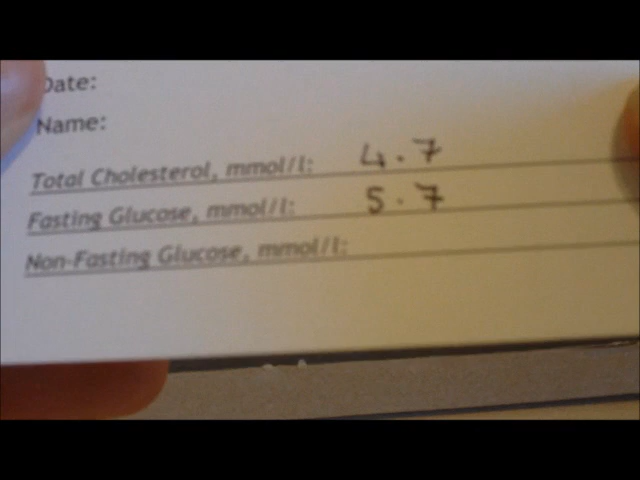 Date:
Name:
Total Cholesterol, mmol/l: 4.7
Fasting Glucose, mmol/l: 5.7
Non-Fasting Glucose, mmol/l: